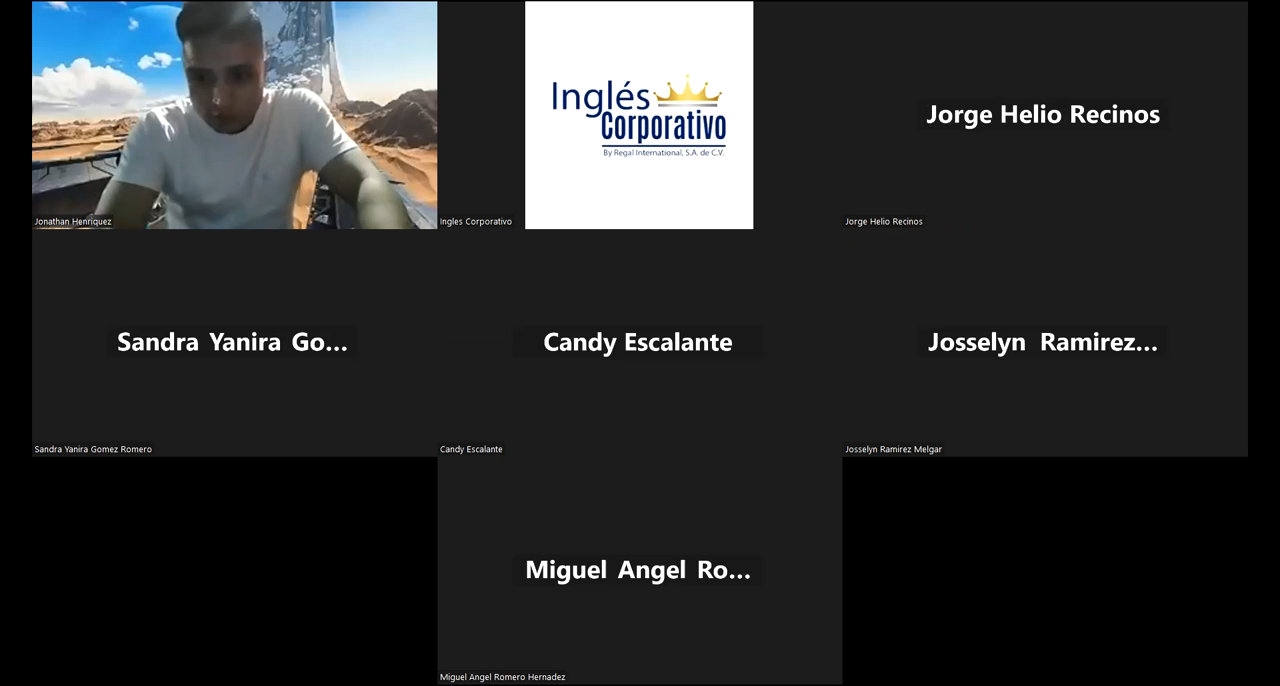 Inglés
Corporativo
By Regal International, S.A. de C.V.
Jorge Helio Recinos
Jonathan Henriquez
Ingles Corporativo
Jorge Helio Recinos
Sandra Yanira Go...
Candy Escalante
Josselyn Ramirez...
Sandra Yanira Gomez Romero
Candy Escalante
Josselyn Ramirez Melgar
Miguel Angel Ro...
Miguel Angel Romero Hernadez